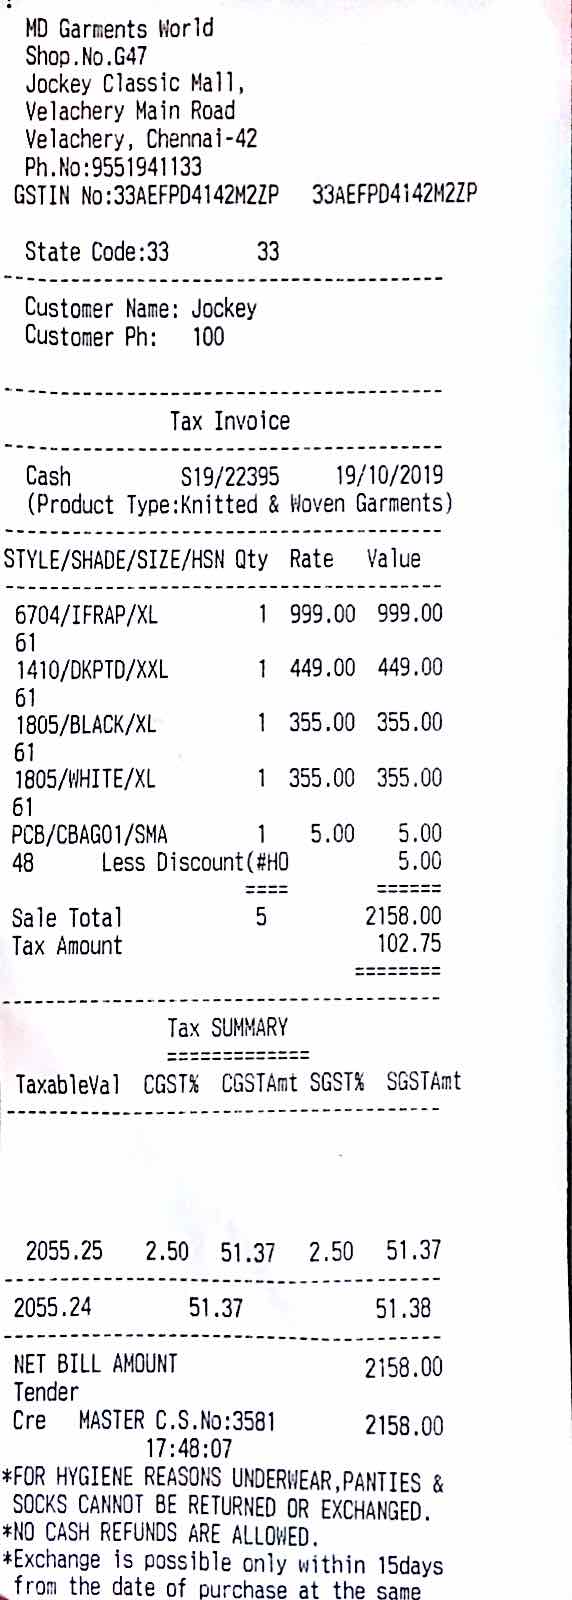 MD Garments World
Shop.No.G47
Jockey Classic Mall,
Velachery Main Road
Velachery, Chennai-42
Ph.No:9551941133
GSTIN No:33AEFPD4142M2ZP 33AEFPD4142M2ZP
State Code:33 33
Customer Name: Jockey
Customer Ph: 100
Tax Invoice
Cash S19/22395 19/10/2019
(Product Type:Knitted & Woven Garments)
STYLE/SHADE/SIZE/HSN Qty Rate Value
6704/IFRAP/XL 1 999.00 999.00
61
1410/DKPTD/XXL 1 449.00 449.00
61
1805/BLACK/XL 1 355.00 355.00
61
1805/WHITE/XL 1 355.00 355.00
61
PCB/CBAG01/SMA 1 5.00 5.00
48 Less Discount(#HO 5.00
==== ======
Sale Total 5 2158.00
Tax Amount 102.75
========
Tax SUMMARY
=============
TaxableVal CGST% CGSTAmt SGST% SGSTAmt
2055.25 2.50 51.37 2.50 51.37
2055.24 51.37 51.38
NET BILL AMOUNT 2158.00
Tender
Cre MASTER C.S.No:3581 2158.00
17:48:07
*FOR HYGIENE REASONS UNDERWEAR,PANTIES &
SOCKS CANNOT BE RETURNED OR EXCHANGED.
*NO CASH REFUNDS ARE ALLOWED.
*Exchange is possible only within 15days
from the date of purchase at the same